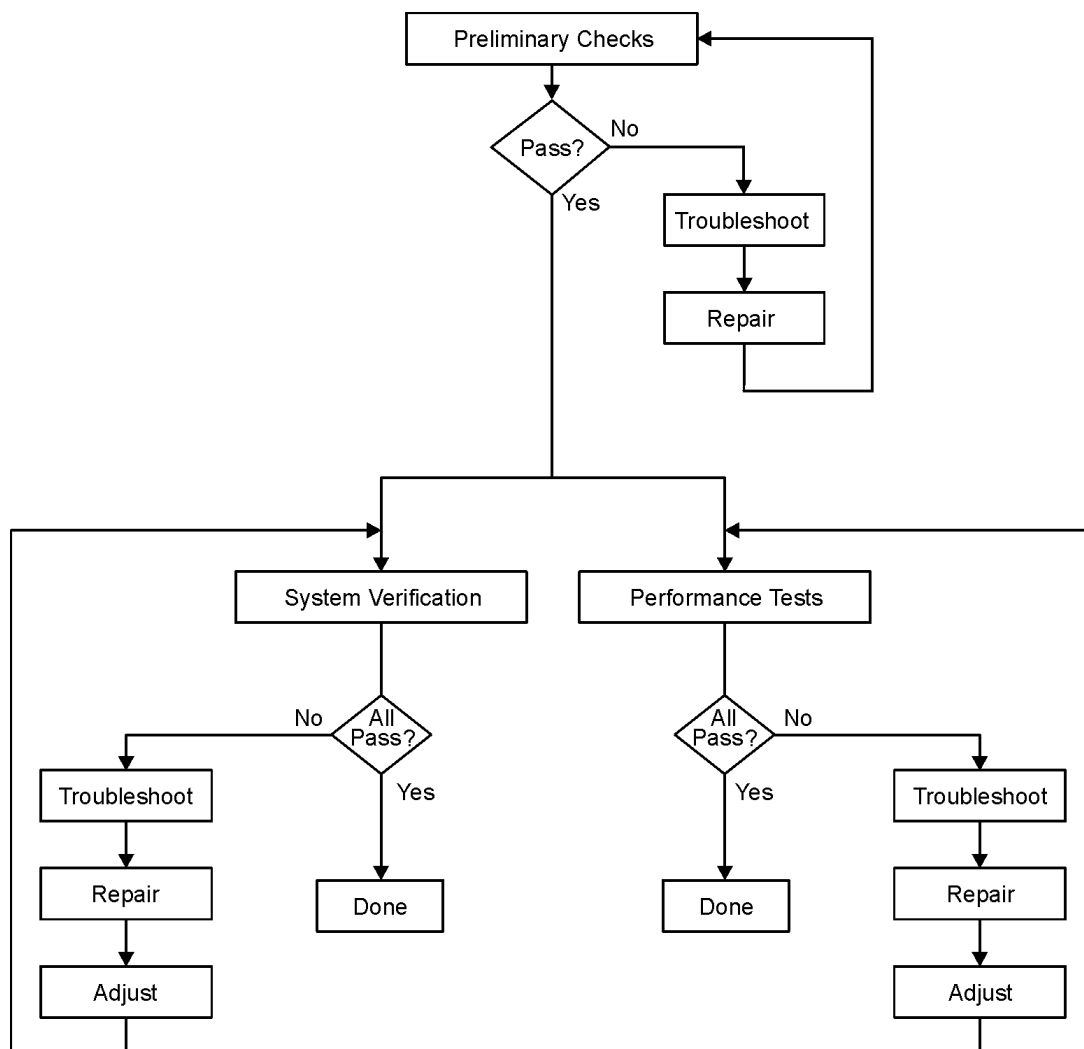 Preliminary Checks
Pass?
No
Yes
Troubleshoot
Repair
System Verification
Performance Tests
No
All
Pass?
Yes
All
Pass?
No
Yes
Troubleshoot
Troubleshoot
Repair
Done
Done
Repair
Adjust
Adjust